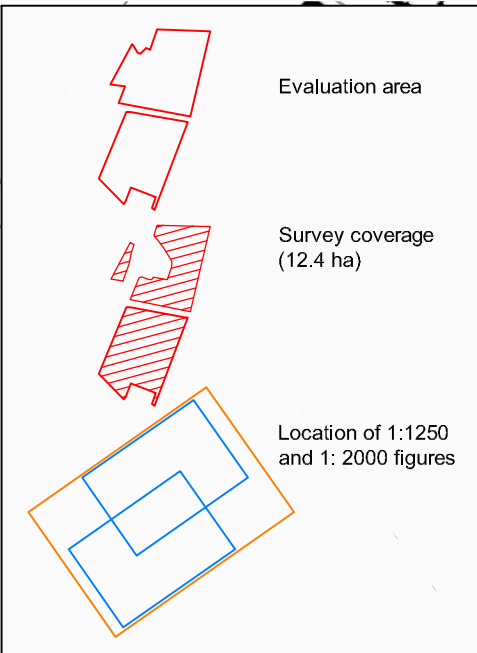 Evaluation area
Survey coverage
(12.4 ha)
Location of 1:1250
and 1: 2000 figures